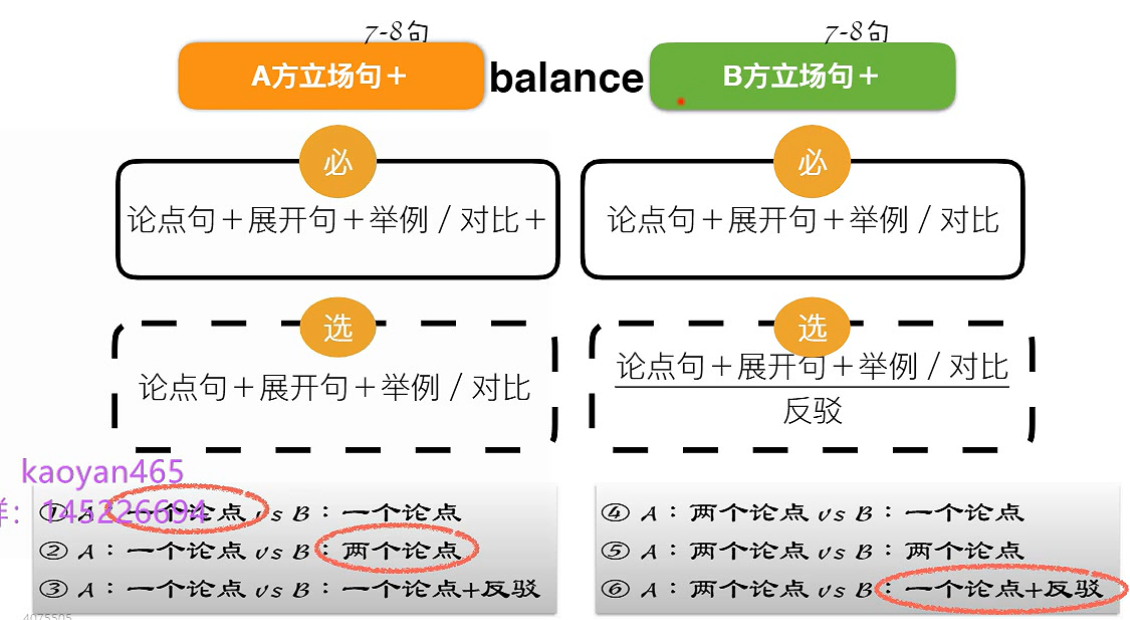 7-8句
7-8句
A方立场句＋
balance
B方立场句＋
必
必
论点句＋展开句＋举例／对比＋
论点句＋展开句＋举例／对比
选
选
论点句＋展开句＋举例／对比
论点句＋展开句＋举例／对比
反驳
kaoyan465
群：145226694
① A：一个论点 vs B：一个论点
② A：一个论点 vs B：两个论点
③ A：一个论点 vs B：一个论点+反驳
④ A：两个论点 vs B：一个论点
⑤ A：两个论点 vs B：两个论点
⑥ A：两个论点 vs B：一个论点+反驳
4075505